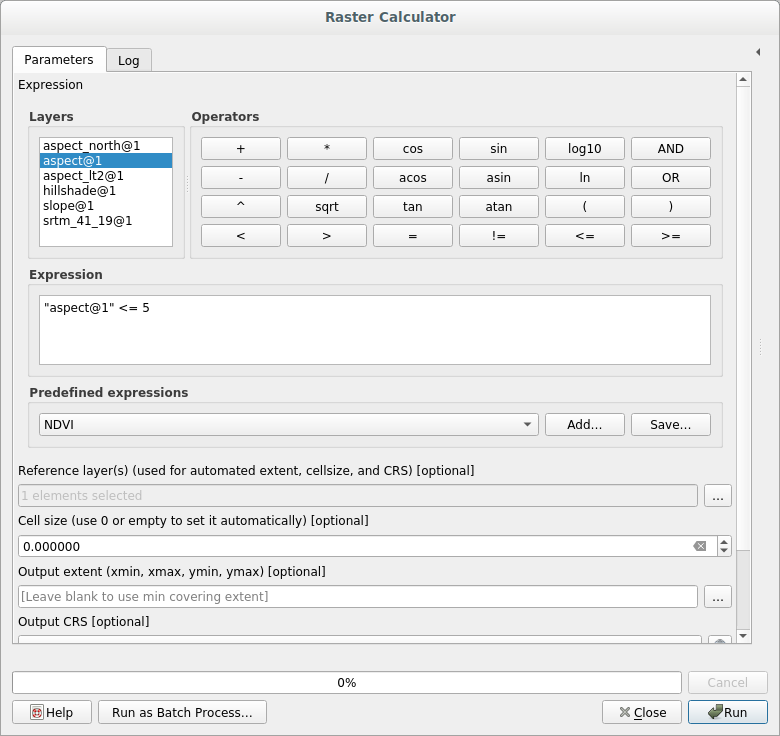 Raster Calculator
Parameters
Log
Expression
Layers
Operators
aspect_north@1
aspect@1
aspect_lt2@1
hillshade@1
slope@1
srtm_41_19@1
+ * cos sin log10 AND
- / acos asin ln OR
^ sqrt tan atan ( )
< > = != <= >=
Expression
"aspect@1" <= 5
Predefined expressions
NDVI
Add...
Save...
Reference layer(s) (used for automated extent, cellsize, and CRS) [optional]
1 elements selected
...
Cell size (use 0 or empty to set it automatically) [optional]
0.000000
Output extent (xmin, xmax, ymin, ymax) [optional]
[Leave blank to use min covering extent]
...
Output CRS [optional]
0%
Cancel
Help
Run as Batch Process...
Close
Run